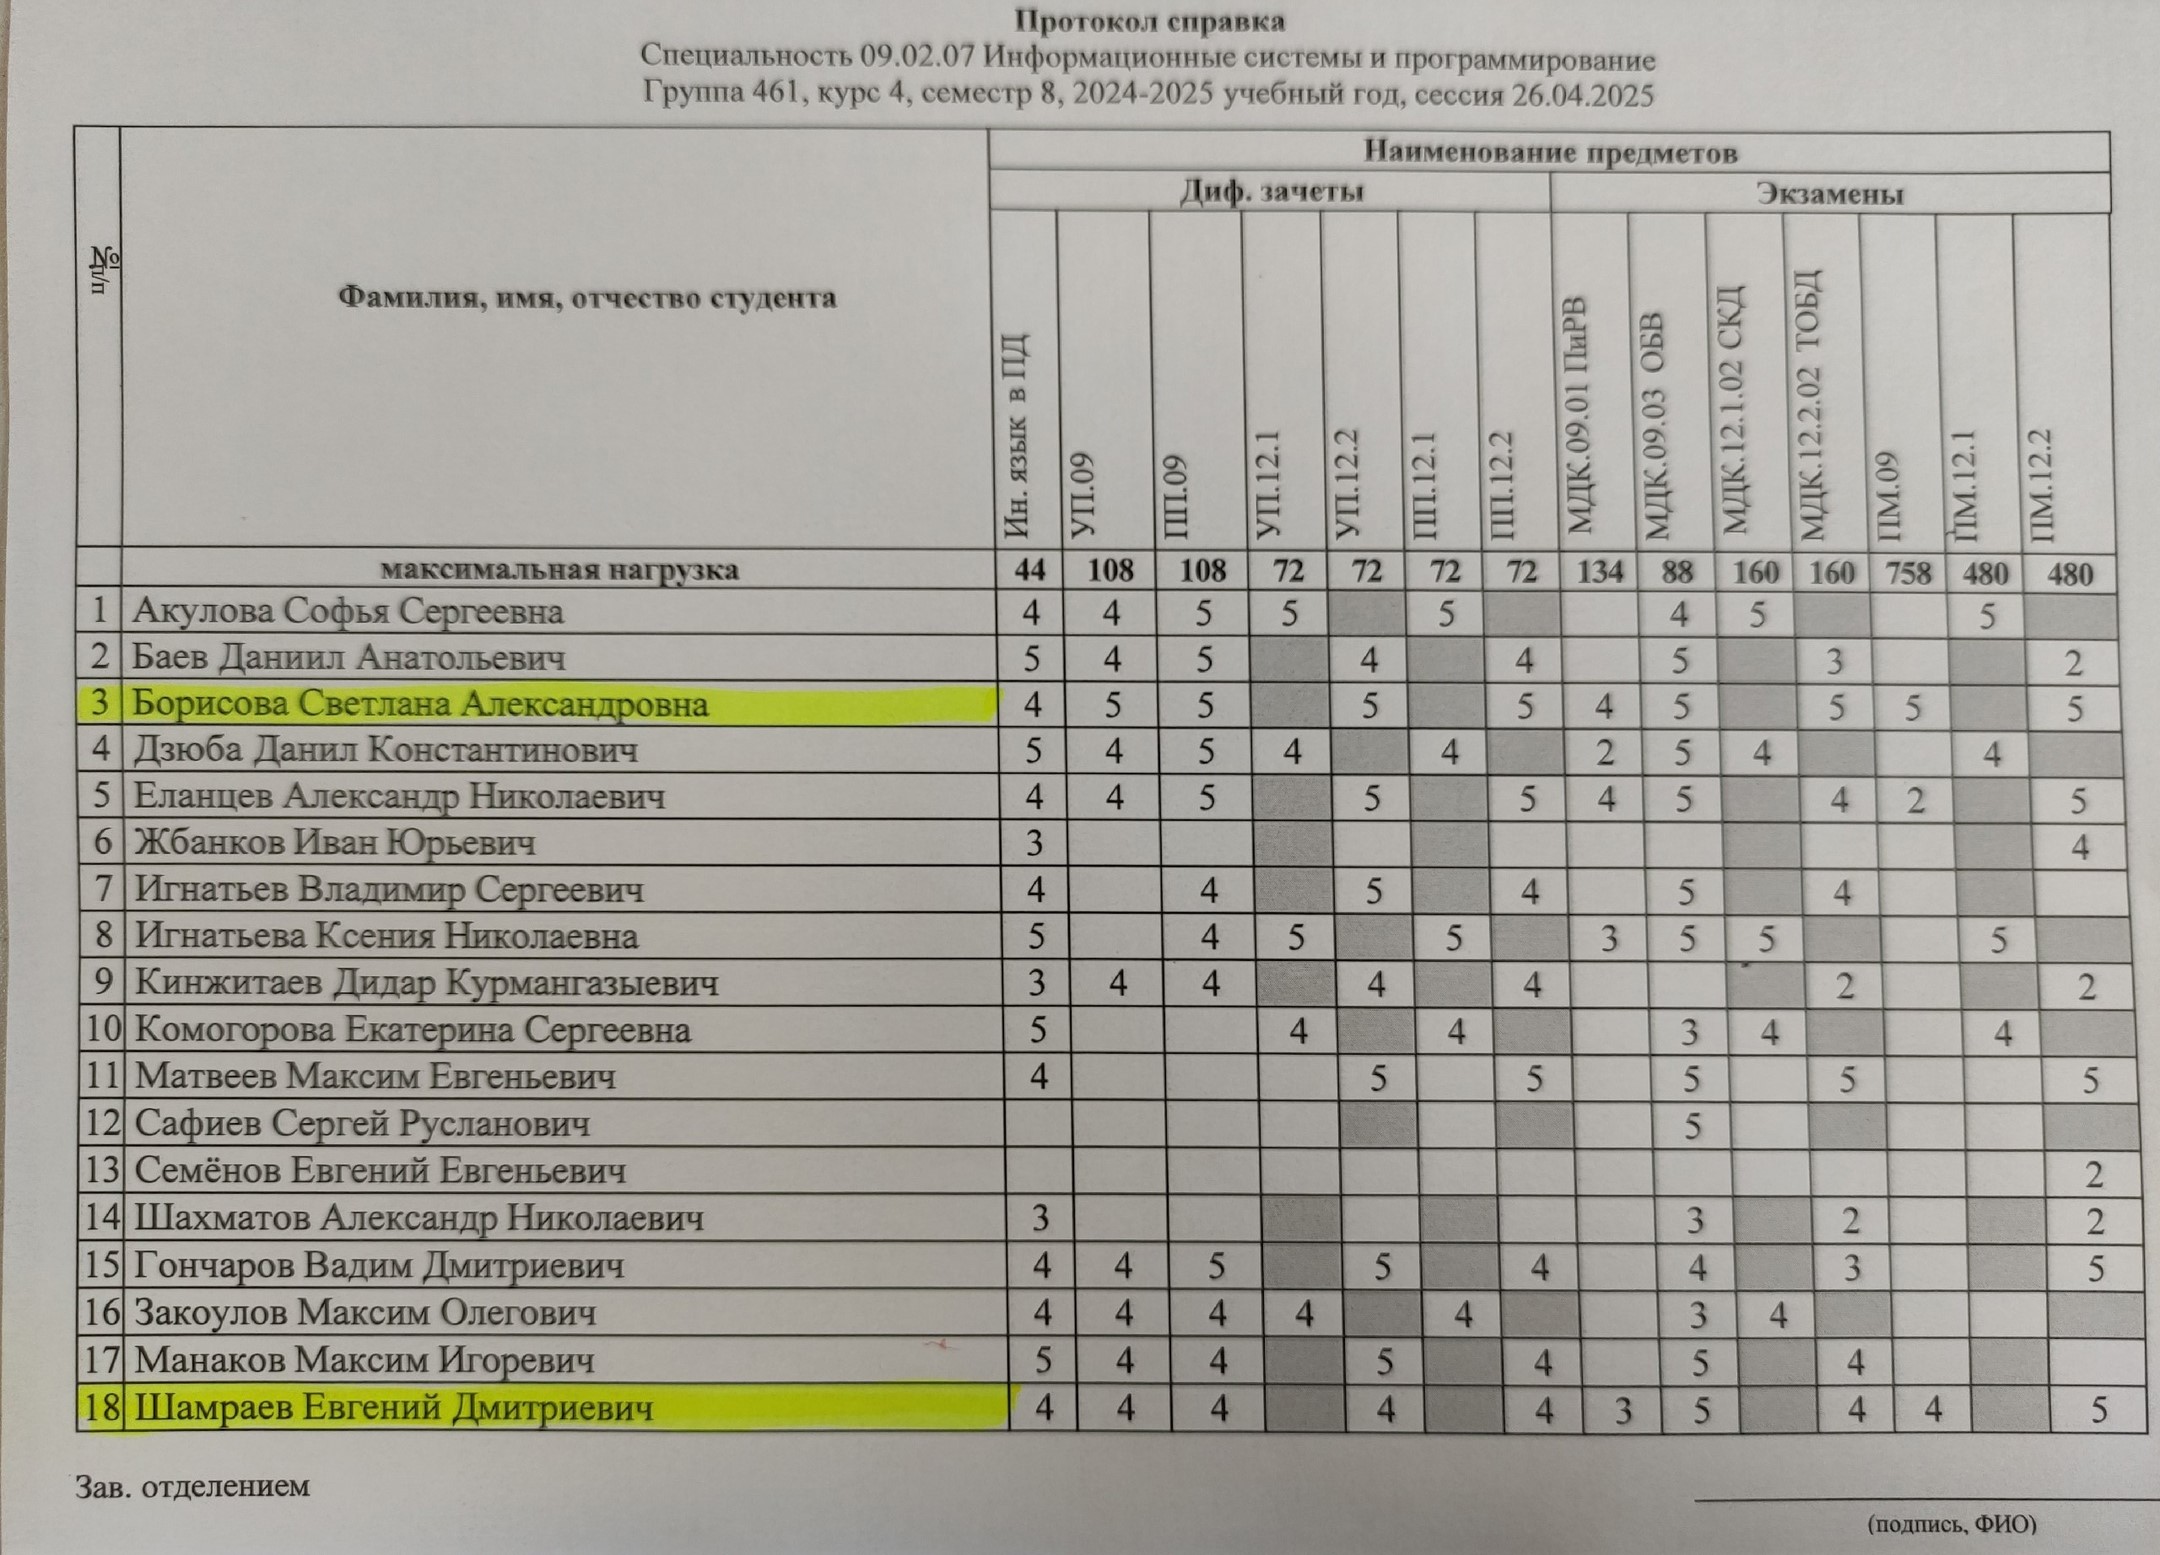 Протокол справка
Специальность 09.02.07 Информационные системы и программирование
Группа 461, курс 4, семестр 8, 2024-2025 учебный год, сессия 26.04.2025
Наименование предметов
Диф. зачеты Экзамены
№ п/п Фамилия, имя, отчество студента Ин. язык в ПД УП.09 ПП.09 УП.12.1 УП.12.2 ПП.12.1 ПП.12.2 МДК.09.01 ПиРВ МДК.09.03 ОБВ МДК.12.1.02 СКД МДК.12.2.02 ТОБД ПМ.09 ПМ.12.1 ПМ.12.2
максимальная нагрузка 44 108 108 72 72 72 72 134 88 160 160 758 480 480
1 Акулова Софья Сергеевна 4 4 5 5 5 4 5 5
2 Баев Даниил Анатольевич 5 4 5 4 4 5 3 2
3 Борисова Светлана Александровна 4 5 5 5 5 4 5 5 5 5
4 Дзюба Данил Константинович 5 4 5 4 4 2 5 4 4
5 Еланцев Александр Николаевич 4 4 5 5 5 4 5 4 2 5
6 Жбанков Иван Юрьевич 3 4
7 Игнатьев Владимир Сергеевич 4 4 5 4 5 4
8 Игнатьева Ксения Николаевна 5 4 5 5 3 5 5 5
9 Кинжитаев Дидар Курмангазыевич 3 4 4 4 4 2 2
10 Комогорова Екатерина Сергеевна 5 4 4 3 4 4
11 Матвеев Максим Евгеньевич 4 5 5 5 5 5
12 Сафиев Сергей Русланович 5
13 Семёнов Евгений Евгеньевич 2
14 Шахматов Александр Николаевич 3 3 2 2
15 Гончаров Вадим Дмитриевич 4 4 5 5 4 4 3 5
16 Закоулов Максим Олегович 4 4 4 4 4 3 4
17 Манаков Максим Игоревич 5 4 4 5 4 5 4
18 Шамраев Евгений Дмитриевич 4 4 4 4 4 3 5 4 4 5
Зав. отделением
(подпись, ФИО)